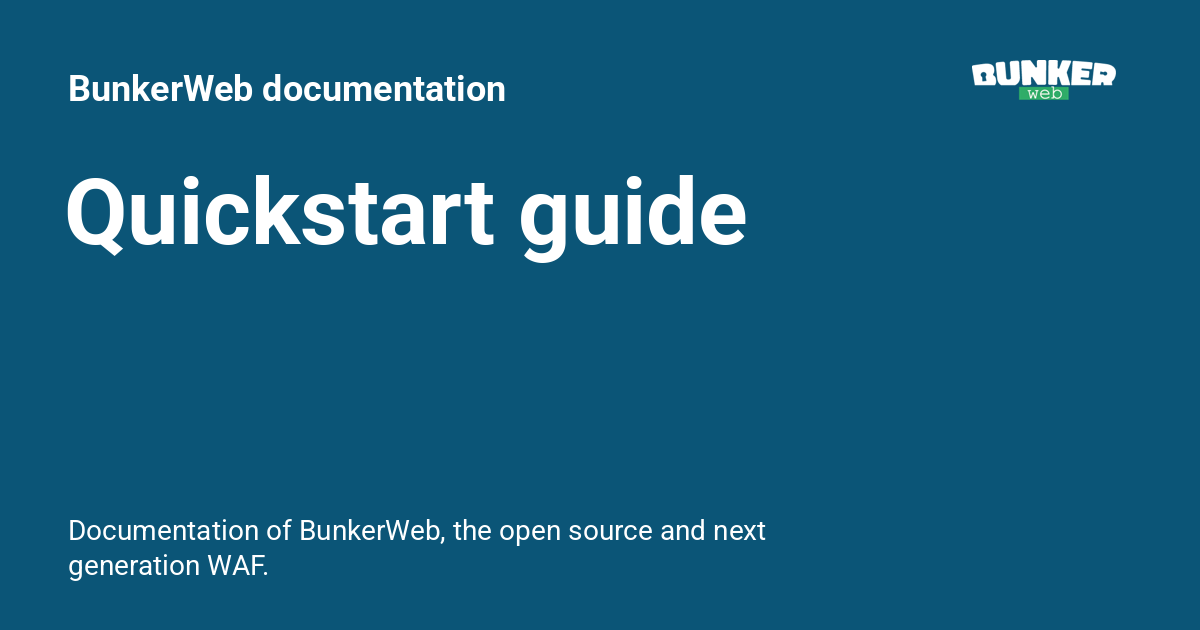 BunkerWeb documentation
BUNKER
web
Quickstart guide
Documentation of BunkerWeb, the open source and next
generation WAF.